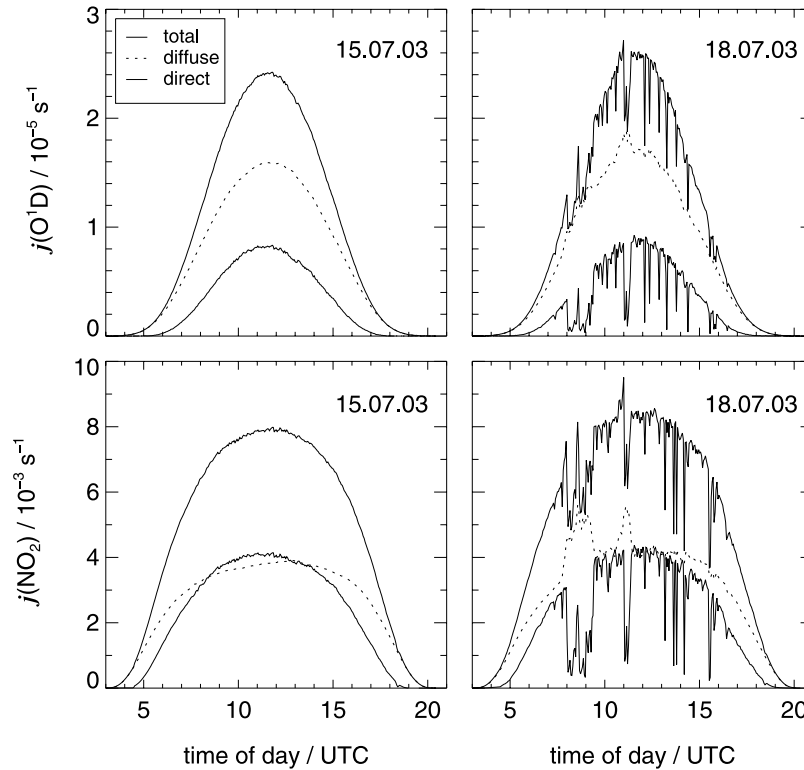 3
2
1
0
j(O¹D) / 10⁻⁵ s⁻¹
total
diffuse
direct
15.07.03
18.07.03
10
8
6
4
2
0
j(NO₂) / 10⁻³ s⁻¹
15.07.03
18.07.03
5 10 15 20
5 10 15 20
time of day / UTC
time of day / UTC